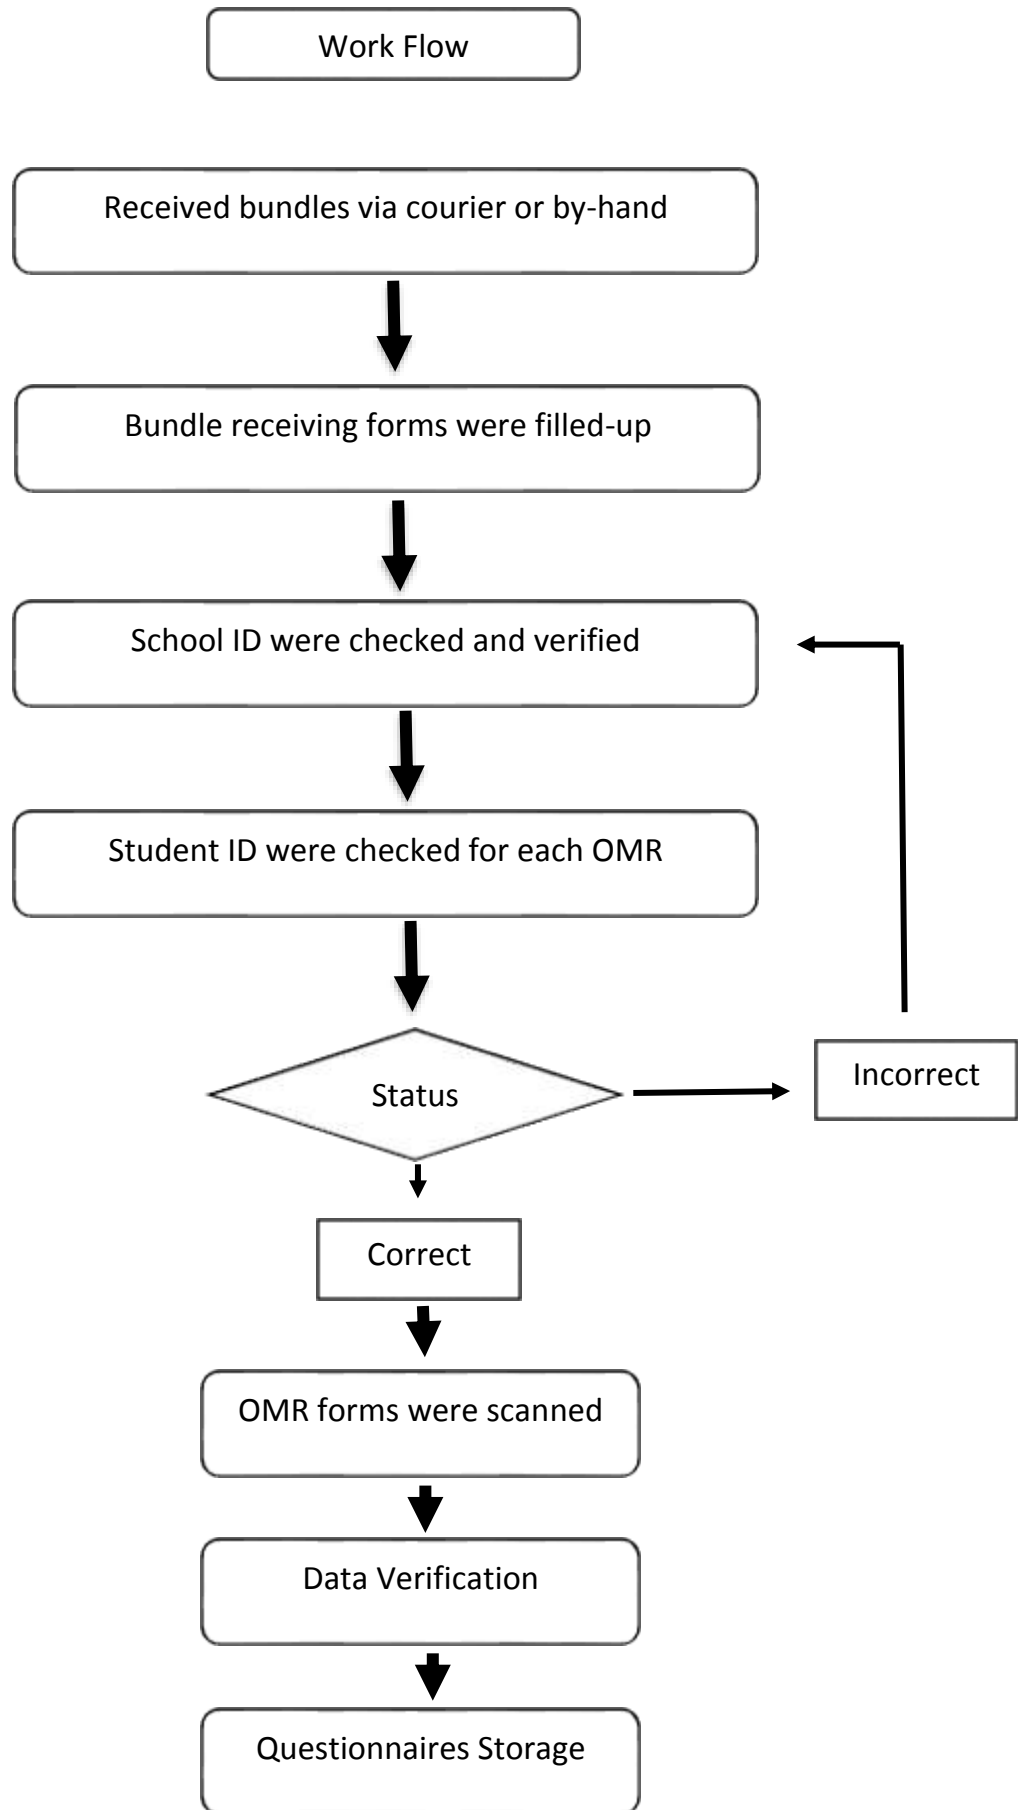 Work Flow
Received bundles via courier or by-hand
Bundle receiving forms were filled-up
School ID were checked and verified
Student ID were checked for each OMR
Status
Incorrect
Correct
OMR forms were scanned
Data Verification
Questionnaires Storage